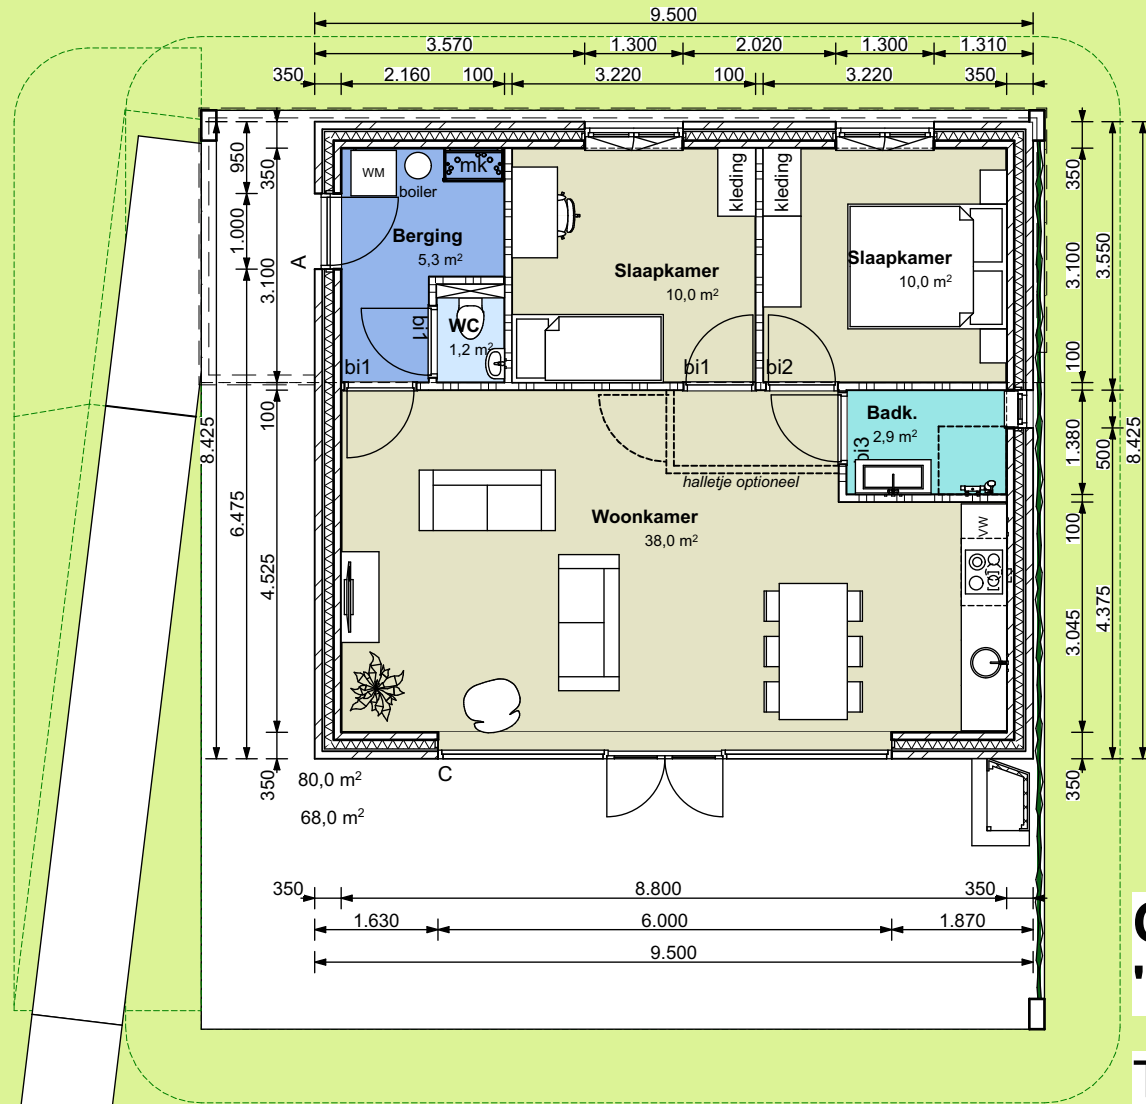 9.500
3.570 1.300 2.020 1.300 1.310
350 2.160 100 3.220 100 3.220 350
950
350
1.000
3.100
A
8.425
100
6.475
4.525
350
WM
boiler
mk
Berging
5,3 m²
WC
1,2 m²
bi1
bi1
kleding
kleding
Slaapkamer
10,0 m²
Slaapkamer
10,0 m²
bi1
bi2
Badk.
2,9 m²
bi3
halletje optioneel
Woonkamer
38,0 m²
VW
350
3.100
3.550
100
1.380
500
8.425
100
4.375
3.045
350
C
80,0 m²
68,0 m²
350 8.800 350
1.630 6.000 1.870
9.500